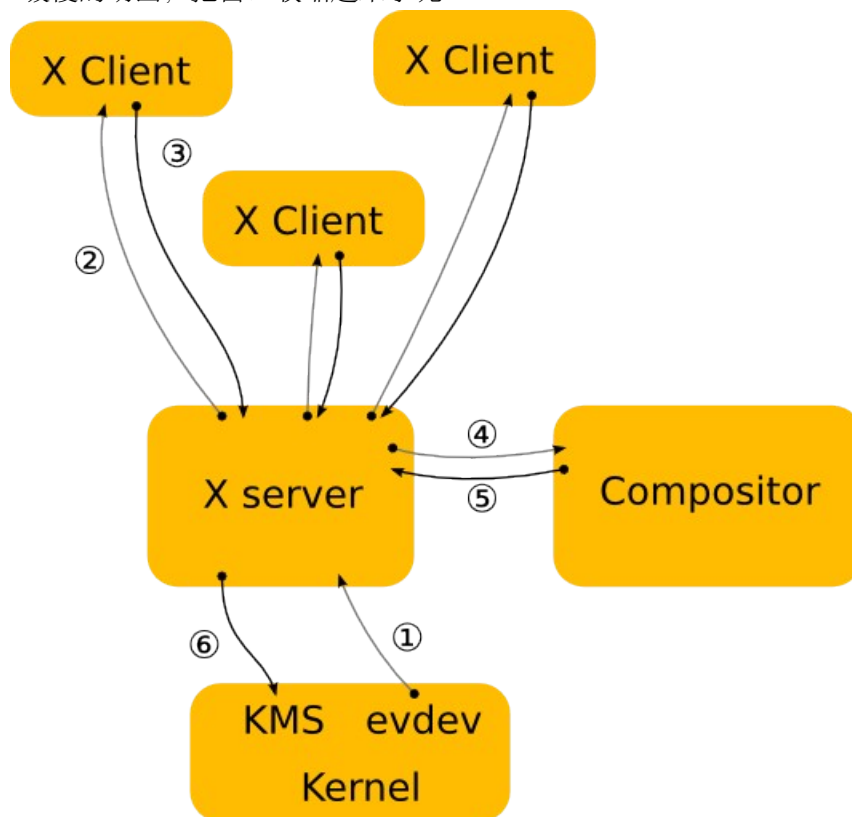 X Client
X Client
③
X Client
②
④
X server
Compositor
⑤
⑥
①
KMS evdev
Kernel